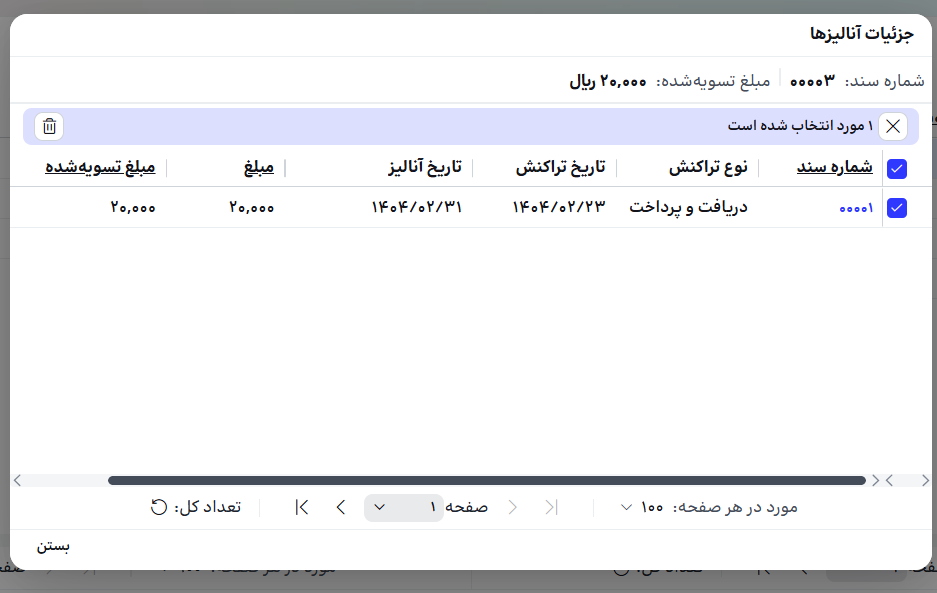 جزئیات آنالیزها
شماره سند: ۰۰۰۰۳ مبلغ تسویه‌شده: ۲۰,۰۰۰ ریال
۱ مورد انتخاب شده است
شماره سند نوع تراکنش تاریخ تراکنش تاریخ آنالیز مبلغ مبلغ تسویه‌شده
۰۰۰۰۱ دریافت و پرداخت ۱۴۰۴/۰۲/۲۳ ۱۴۰۴/۰۲/۳۱ ۲۰,۰۰۰ ۲۰,۰۰۰
مورد در هر صفحه: ۱۰۰ صفحه ۱ تعداد کل:
بستن